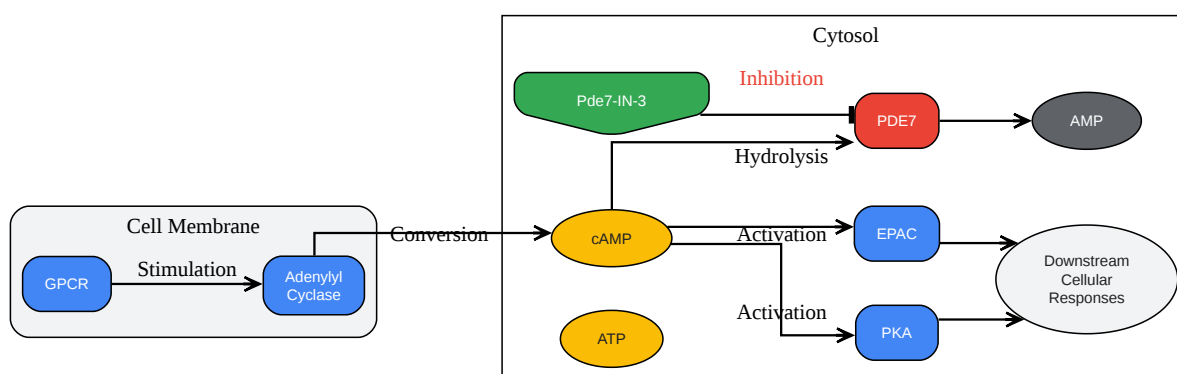 Cytosol
Inhibition
Pde7-IN-3
PDE7
AMP
Hydrolysis
Cell Membrane
Conversion
cAMP
Activation
EPAC
GPCR
Stimulation
Adenylyl
Cyclase
Downstream
Cellular
Responses
Activation
ATP
PKA